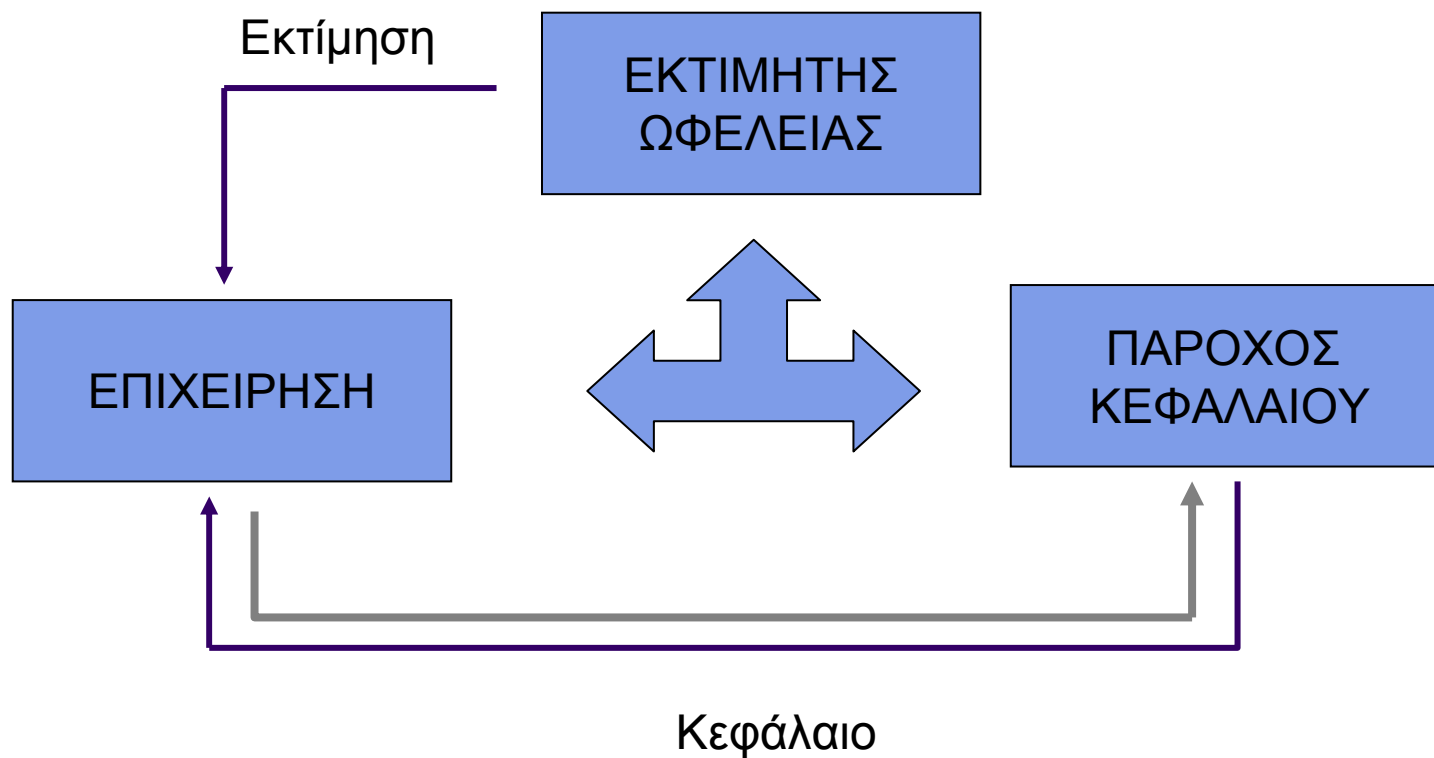 Εκτίμηση
ΕΚΤΙΜΗΤΗΣ
ΩΦΕΛΕΙΑΣ
ΕΠΙΧΕΙΡΗΣΗ
ΠΑΡΟΧΟΣ
ΚΕΦΑΛΑΙΟΥ
Κεφάλαιο